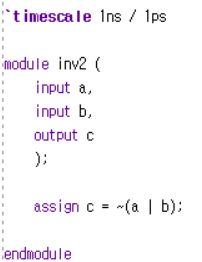 `timescale 1ns / 1ps
module inv2 (
input a,
input b,
output c
);
assign c = ~(a | b);
endmodule